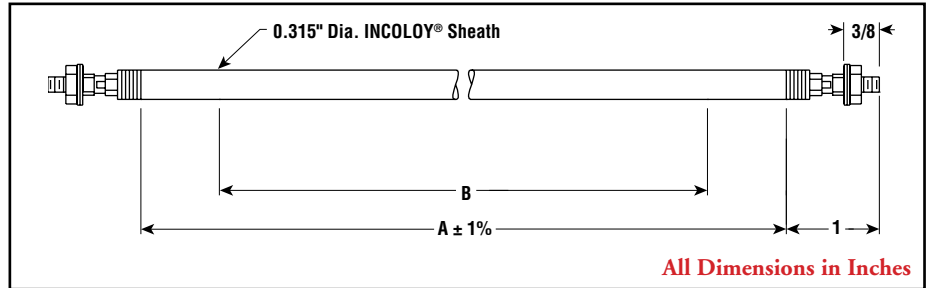 0.315" Dia. INCOLOY® Sheath
3/8
B
A ± 1%
1
All Dimensions in Inches